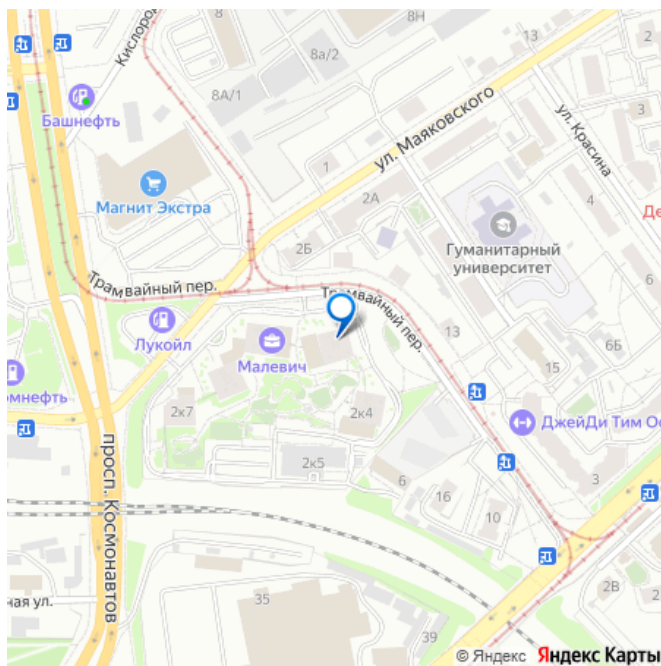 8Н
13
2
Кислород
8
8а/2
3
8А/1
Башнефть
ул. Маяковского
ул. Красина
1
2А
4
Магнит Экстра
Де
2Б
Гуманитарный
университет
Трамвайный пер.
Трамвайный пер.
Лукойл
13
6Б
Малевич
15
омнефть
2к7
2к4
ДжейДи Тим Ос
2к5
6
3
16
10
просп. Космонавтов
2В
ная ул.
35
39
© Яндекс Яндекс Карты